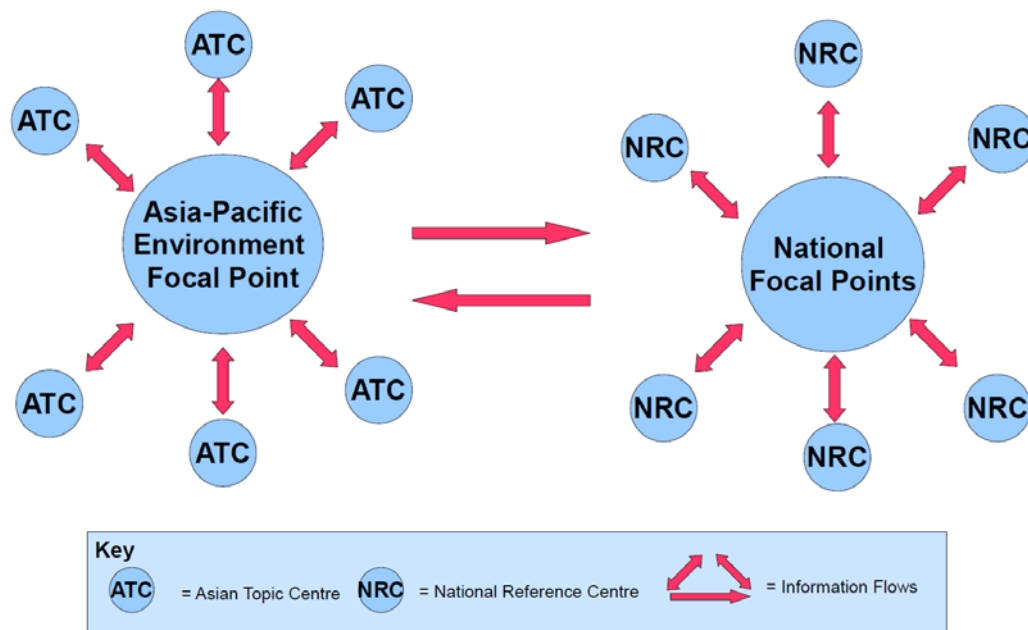 ATC
ATC
ATC
Asia-Pacific
Environment
Focal Point
ATC
ATC
ATC
NRC
NRC
NRC
National
Focal Points
NRC
NRC
NRC
Key
ATC
= Asian Topic Centre
NRC
= National Reference Centre
= Information Flows